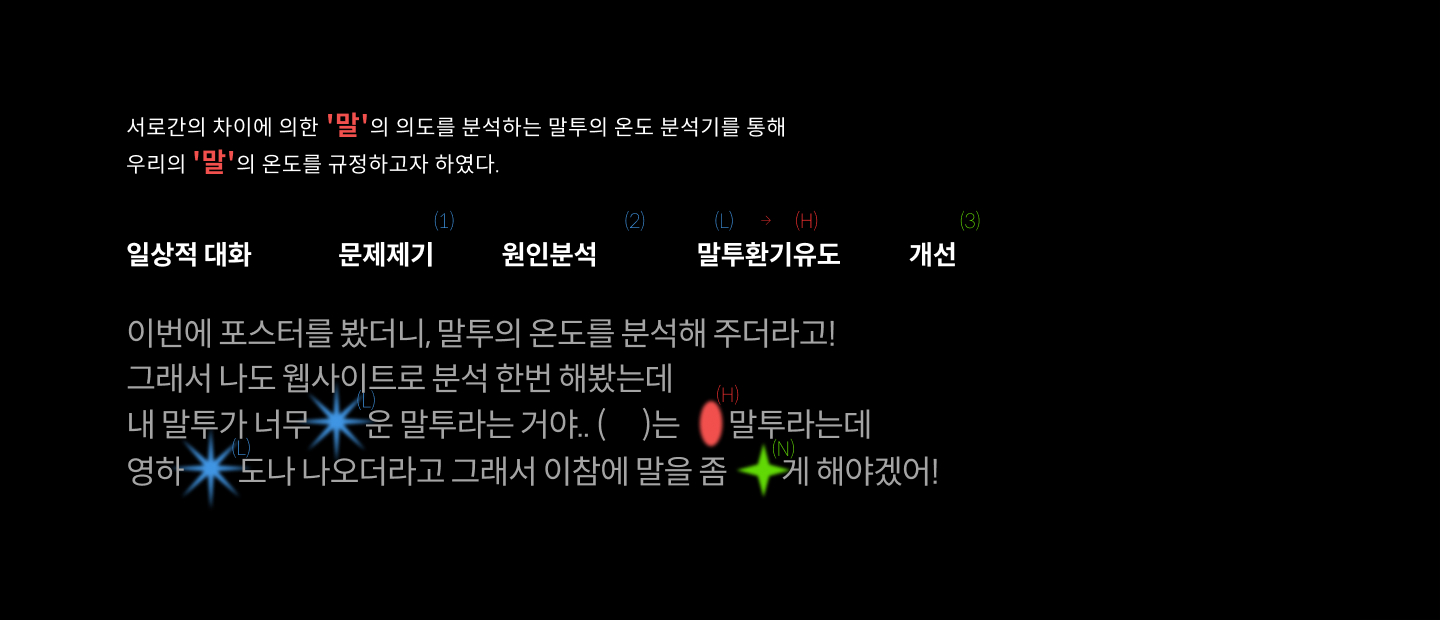 서로간의 차이에 의한 '말'의 의도를 분석하는 말투의 온도 분석기를 통해
우리의 '말'의 온도를 규정하고자 하였다.
(1) (2) (L) → (H) (3)
일상적 대화 문제제기 원인분석 말투환기유도 개선
이번에 포스터를 봤더니, 말투의 온도를 분석해 주더라고!
그래서 나도 웹사이트로 분석 한번 해봤는데
(L) (H)
내 말투가 너무 운 말투라는 거야.. ( )는 말투라는데
(L) (N)
영하 도나 나오더라고 그래서 이참에 말을 좀 게 해야겠어!